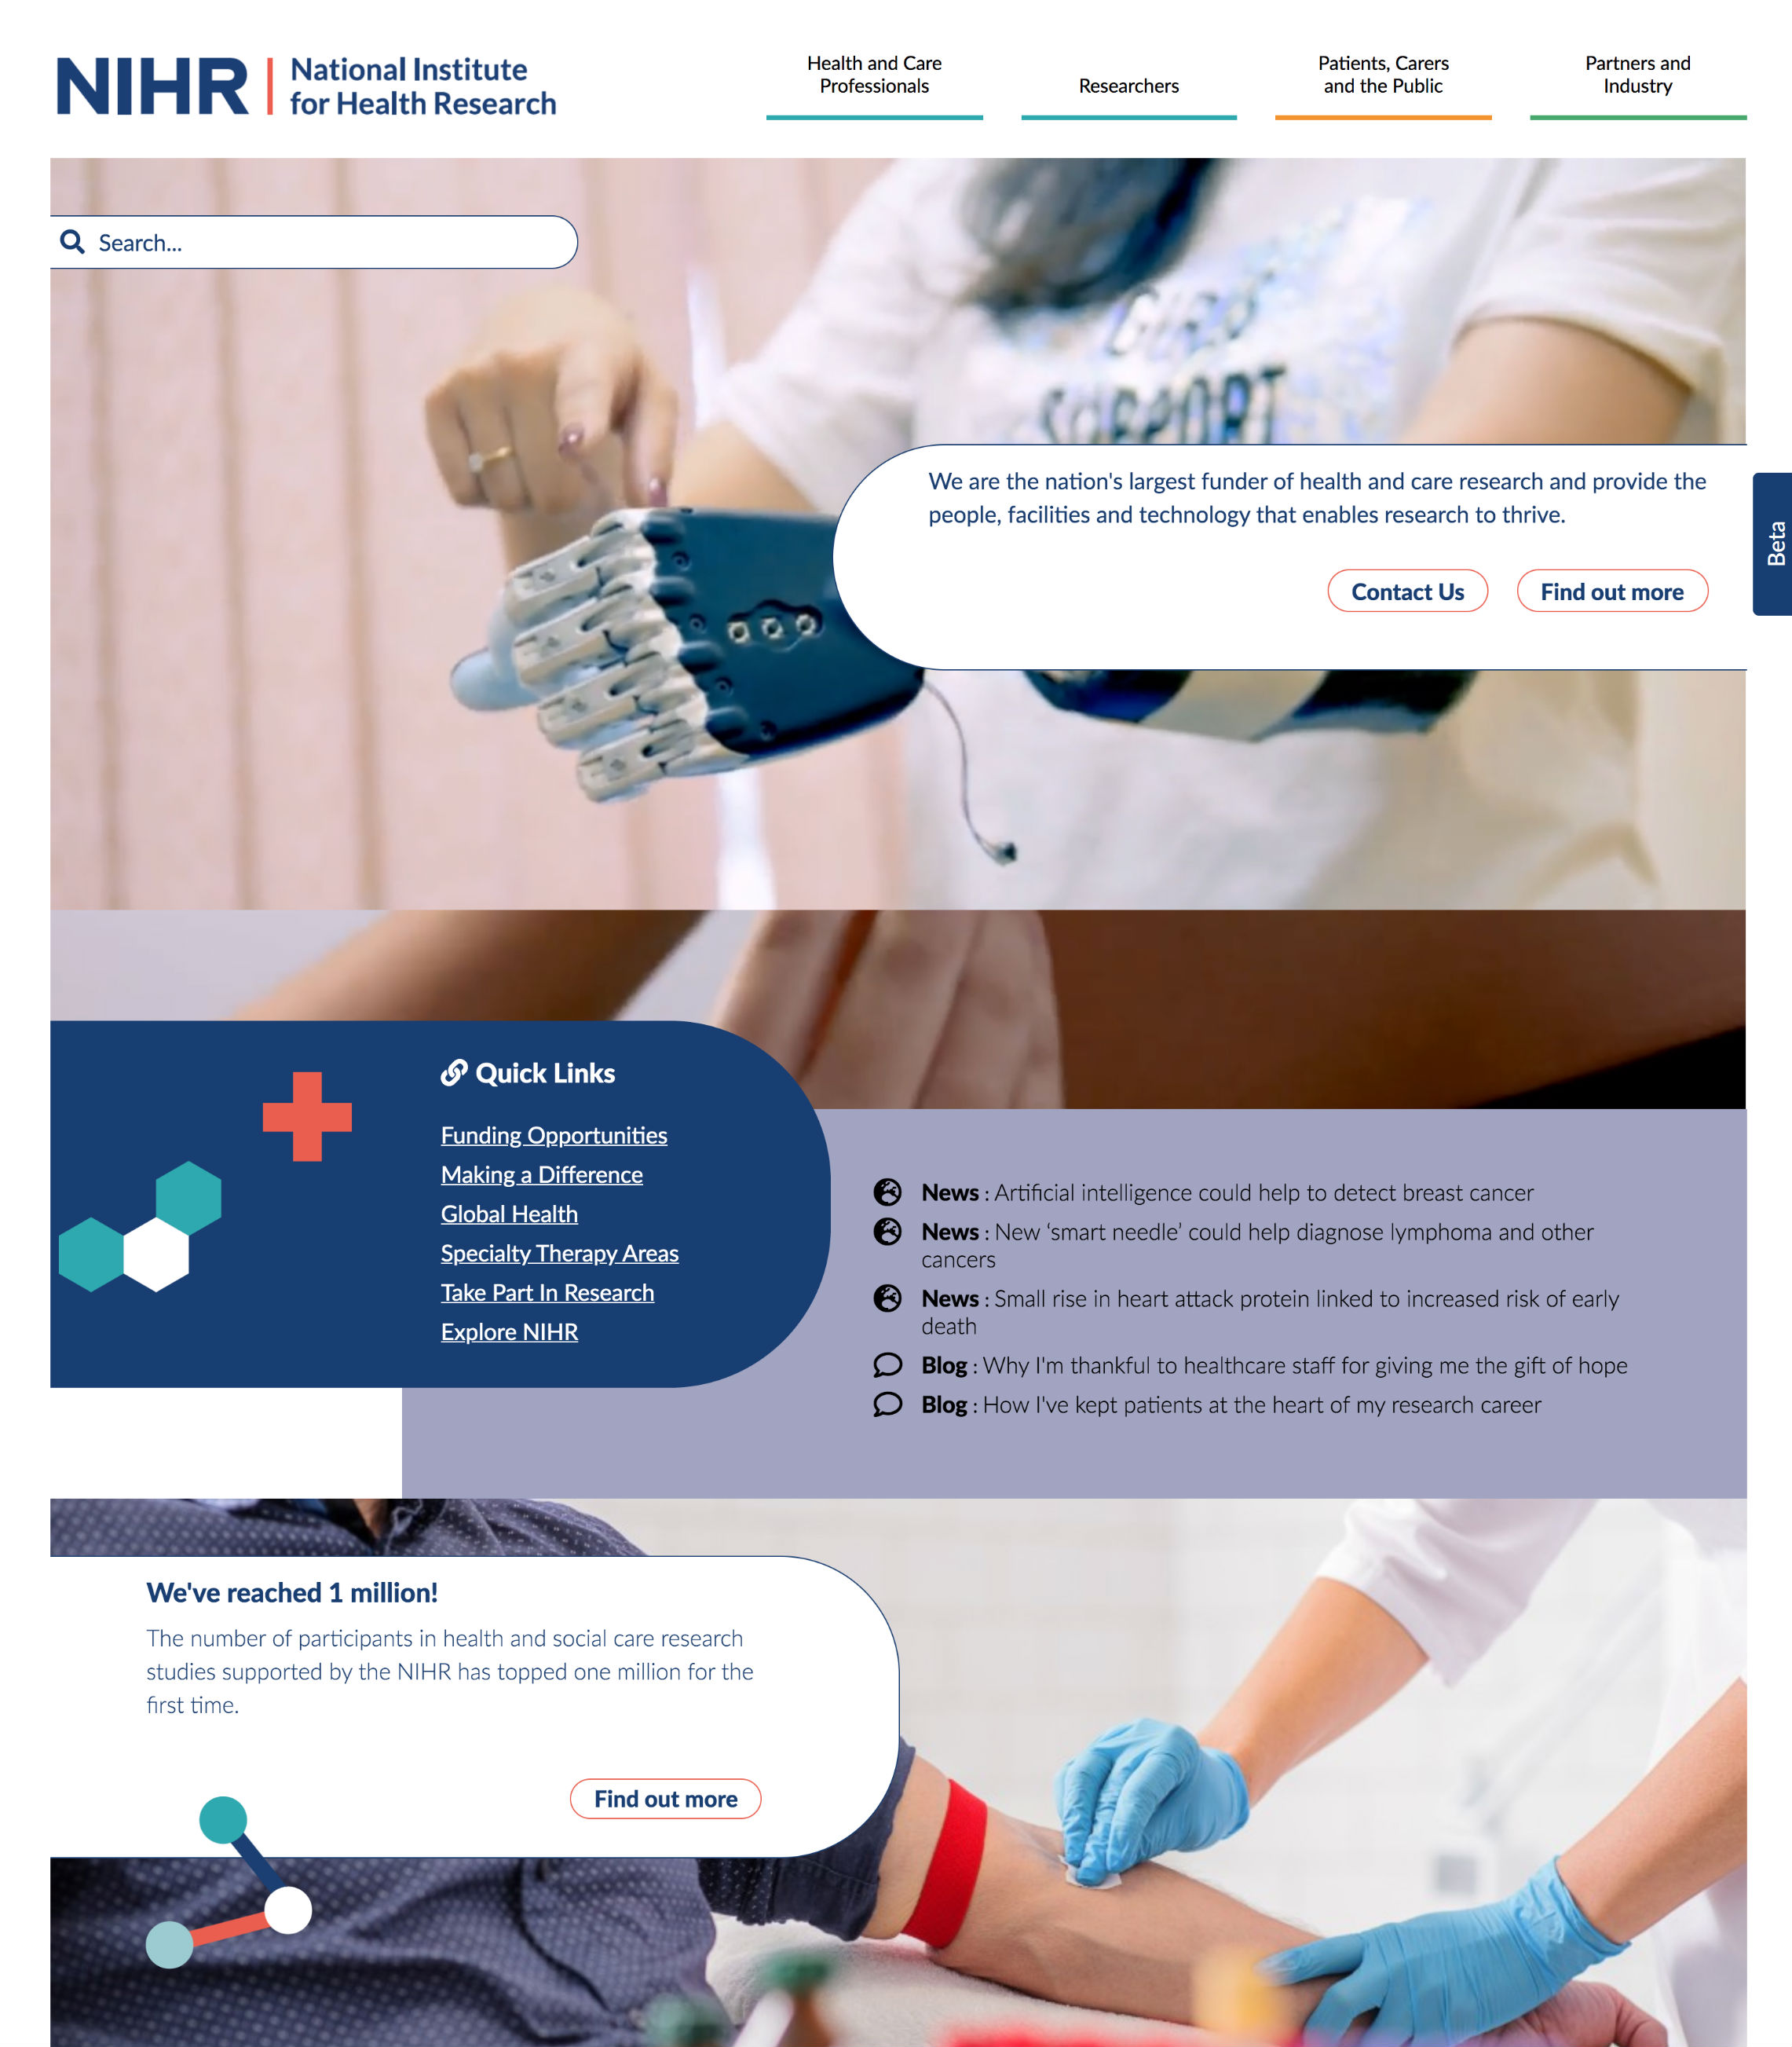 NIHR | National Institute
for Health Research
Health and Care
Professionals
Researchers
Patients, Carers
and the Public
Partners and
Industry
Search...
GIRLS
SUPPORT
We are the nation's largest funder of health and care research and provide the
people, facilities and technology that enables research to thrive.
Contact Us
Find out more
Beta
Quick Links
Funding Opportunities
Making a Difference
Global Health
Specialty Therapy Areas
Take Part In Research
Explore NIHR
News : Artificial intelligence could help to detect breast cancer
News : New ‘smart needle’ could help diagnose lymphoma and other
cancers
News : Small rise in heart attack protein linked to increased risk of early
death
Blog : Why I'm thankful to healthcare staff for giving me the gift of hope
Blog : How I've kept patients at the heart of my research career
We've reached 1 million!
The number of participants in health and social care research
studies supported by the NIHR has topped one million for the
first time.
Find out more